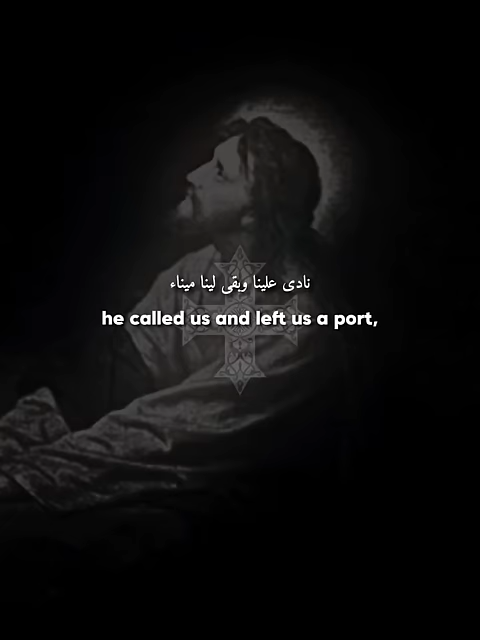 نادى علينا وبقى لينا ميناء
he called us and left us a port,